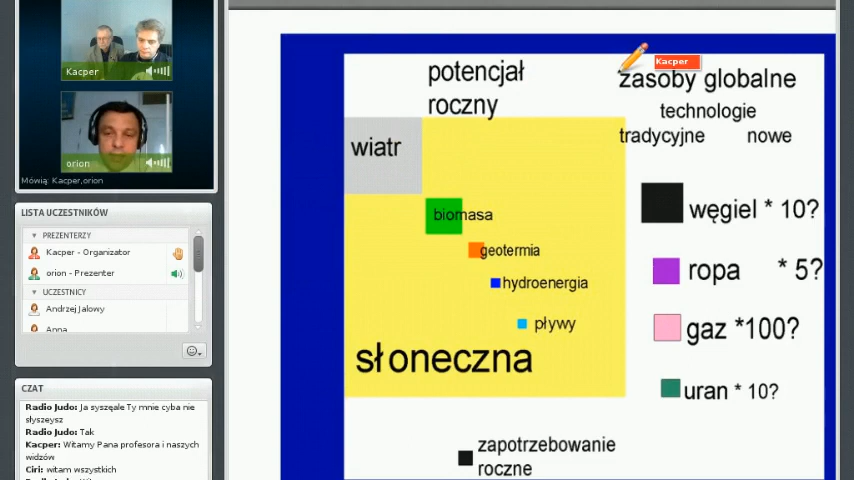 Kacper
orion
Mówią: Kacper,orion
LISTA UCZESTNIKÓW
PREZENTERZY
Kacper - Organizator
orion - Prezenter
UCZESTNICY
Andrzej Jalowy
Anna
CZAT
Radio Judo: Ja syszęale Ty mnie cyba nie
słyszeysz
Radio Judo: Tak
Kacper: Witamy Pana profesora i naszych
widzów
Ciri: witam wszystkich
potencjał
roczny
wiatr
biomasa
geotermia
hydroenergia
pływy
słoneczna
zapotrzebowanie
roczne
Kacper
zasoby globalne
technologie
tradycyjne nowe
węgiel * 10?
ropa * 5?
gaz *100?
uran * 10?